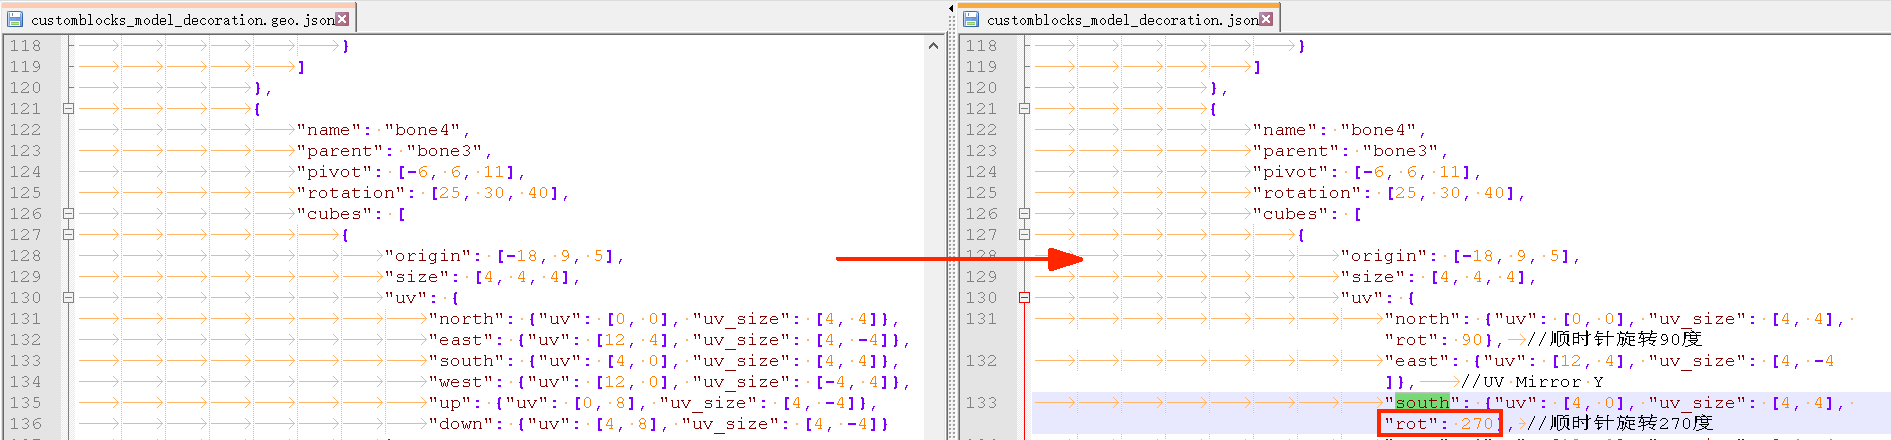 customblocks_model_decoration.geo.json
118 }
119 ]
120 },
121 {
122 "name": "bone4",
123 "parent": "bone3",
124 "pivot": [-6, 6, 11],
125 "rotation": [25, 30, 40],
126 "cubes": [
127 {
128 "origin": [-18, 9, 5],
129 "size": [4, 4, 4],
130 "uv": {
131 "north": {"uv": [0, 0], "uv_size": [4, 4]},
132 "east": {"uv": [12, 4], "uv_size": [4, -4]},
133 "south": {"uv": [4, 0], "uv_size": [4, 4]},
134 "west": {"uv": [12, 0], "uv_size": [-4, 4]},
135 "up": {"uv": [0, 8], "uv_size": [4, -4]},
136 "down": {"uv": [4, 8], "uv_size": [4, -4]}
customblocks_model_decoration.json
118 }
119 ]
120 },
121 {
122 "name": "bone4",
123 "parent": "bone3",
124 "pivot": [-6, 6, 11],
125 "rotation": [25, 30, 40],
126 "cubes": [
127 {
128 "origin": [-18, 9, 5],
129 "size": [4, 4, 4],
130 "uv": {
131 "north": {"uv": [0, 0], "uv_size": [4, 4],
"rot": 90}, //顺时针旋转90度
132 "east": {"uv": [12, 4], "uv_size": [4, -4
]}, //UV Mirror Y
133 "south": {"uv": [4, 0], "uv_size": [4, 4],
"rot": 270}, //顺时针旋转270度